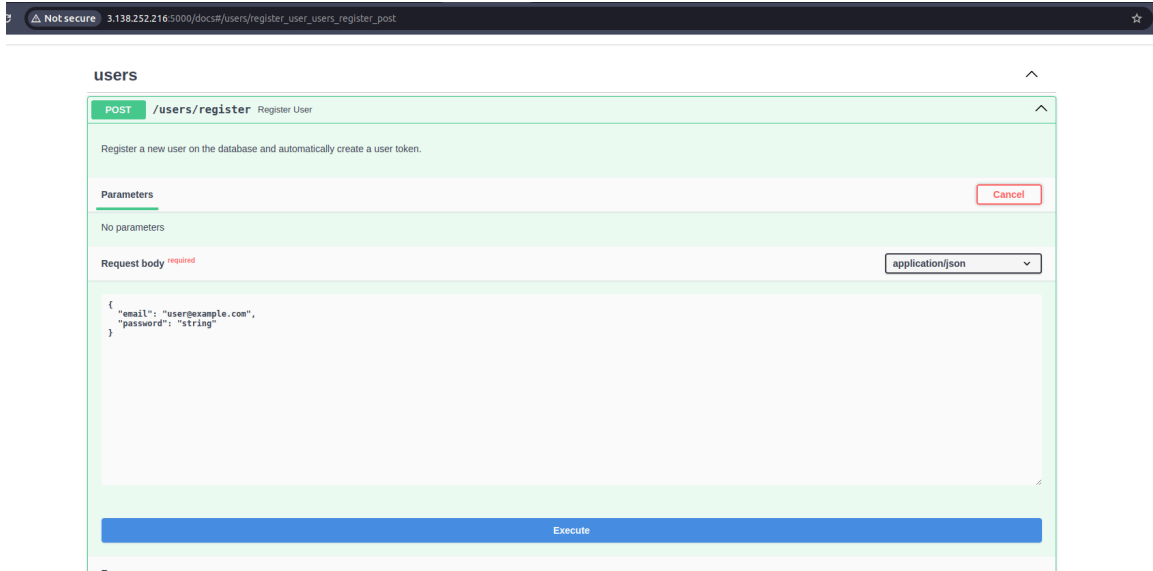 Not secure 3.138.252.216:5000/docs#/users/register_user_users_register_post
users
POST /users/register Register User
Register a new user on the database and automatically create a user token.
Parameters Cancel
No parameters
Request body required application/json
{
"email": "user@example.com",
"password": "string"
}
Execute